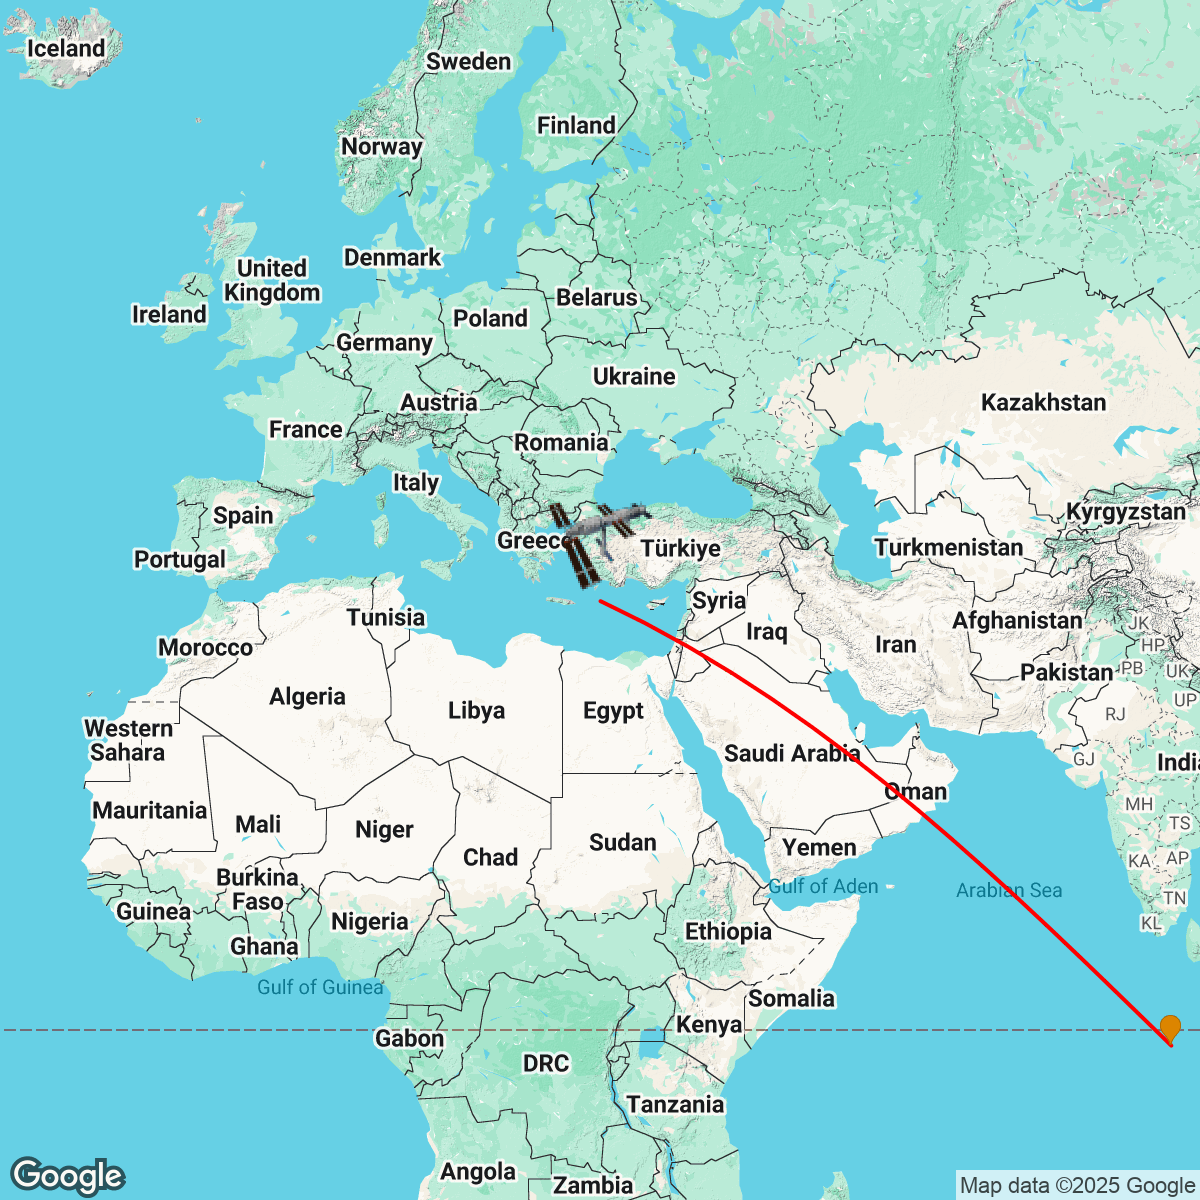 Iceland
Sweden
Finland
Norway
Denmark
United
Kingdom
Ireland
Belarus
Poland
Germany
Ukraine
Austria
Kazakhstan
France
Romania
Italy
Spain
Kyrgyzstan
Greece
Türkiye
Turkmenistan
Portugal
Syria
Tunisia
Iraq
Afghanistan
JK
Morocco
Iran
HP
Pakistan
PB
UK
Algeria
Libya
Egypt
UP
RJ
Western
Sahara
Saudi Arabia
GJ
India
Oman
Mauritania
MH
Mali
Niger
TS
Sudan
Yemen
Chad
KA
AP
Burkina
Faso
Gulf of Aden
Arabian Sea
TN
Guinea
Nigeria
KL
Ethiopia
Ghana
Gulf of Guinea
Somalia
Kenya
Gabon
DRC
Tanzania
Angola
Zambia
Google
Map data ©2025 Google